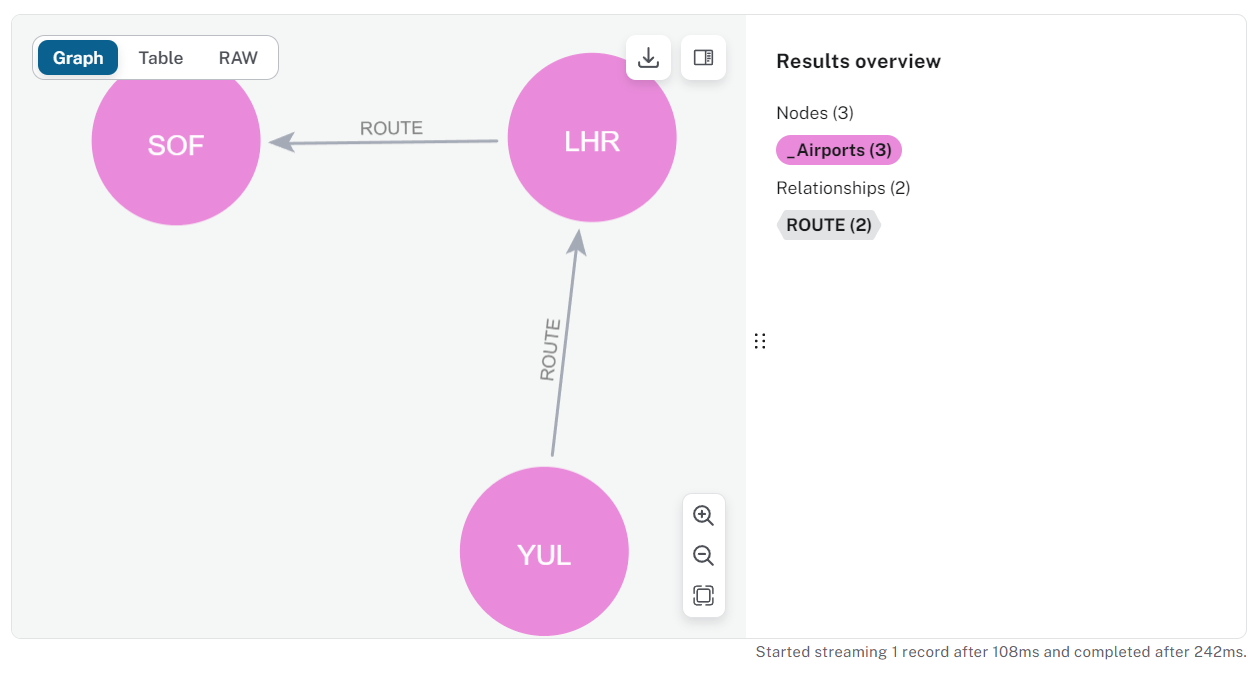 Graph Table RAW
SOF
ROUTE
LHR
ROUTE
YUL
Results overview
Nodes (3)
_Airports (3)
Relationships (2)
ROUTE (2)
Started streaming 1 record after 108ms and completed after 242ms.